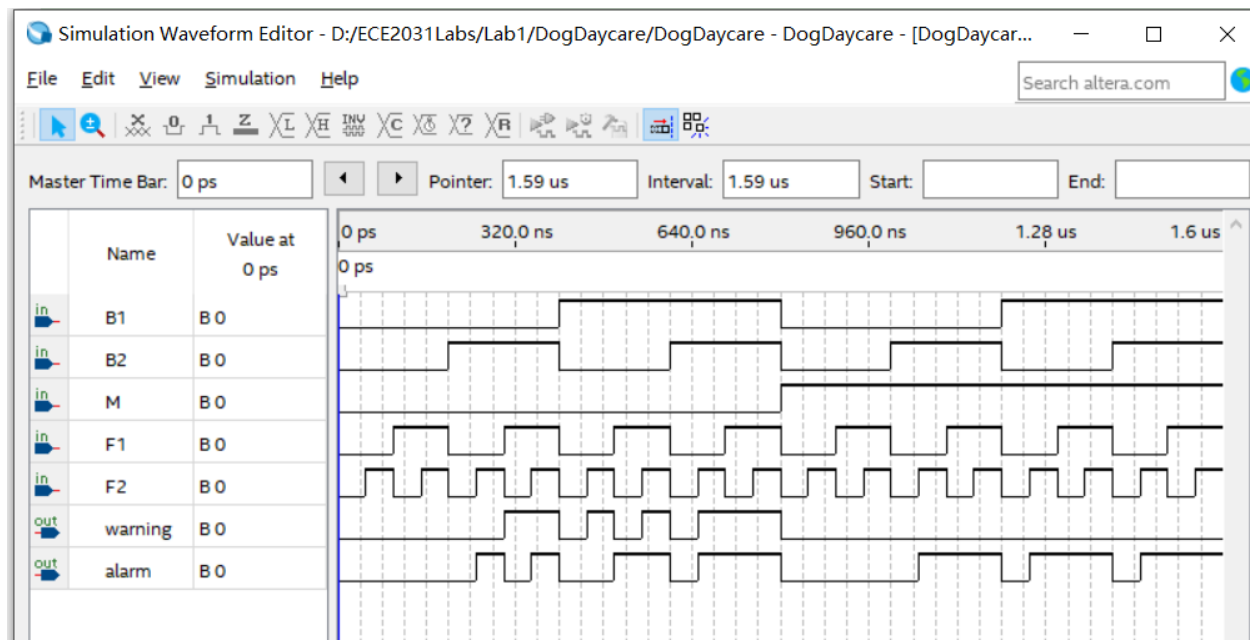 Simulation Waveform Editor - D:/ECE2031Labs/Lab1/DogDaycare/DogDaycare - DogDaycare - [DogDaycar...
File Edit View Simulation Help
Search altera.com
X 0 1 Z L H INV C ? R
Master Time Bar: 0 ps Pointer: 1.59 us Interval: 1.59 us Start: End:
Name Value at 0 ps
0 ps 320.0 ns 640.0 ns 960.0 ns 1.28 us 1.6 us
0 ps
in B1 B 0
in B2 B 0
in M B 0
in F1 B 0
in F2 B 0
out warning B 0
out alarm B 0